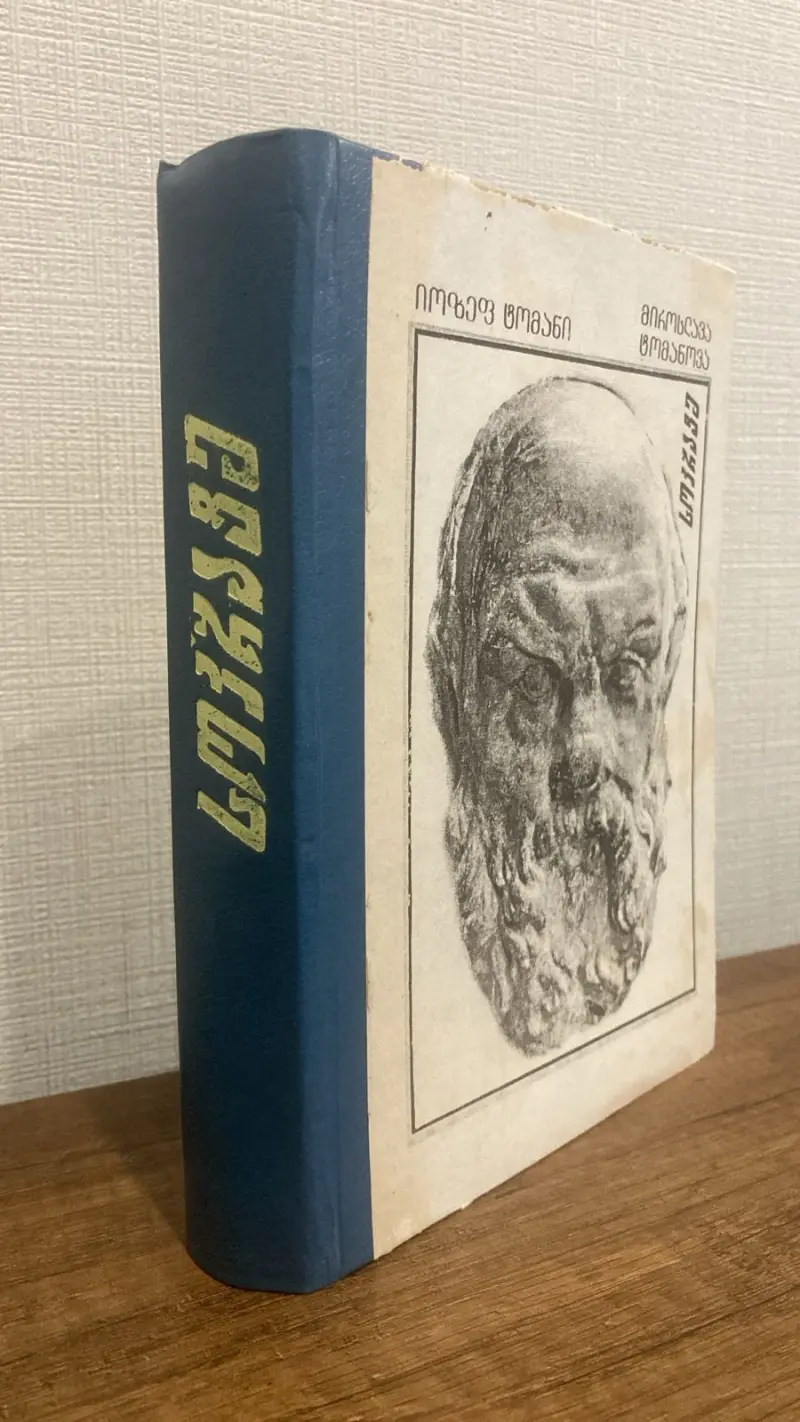 სოკრატე
იოზეფ ტომანი
მიროსლავა
ტომანოვა
სოკრატე